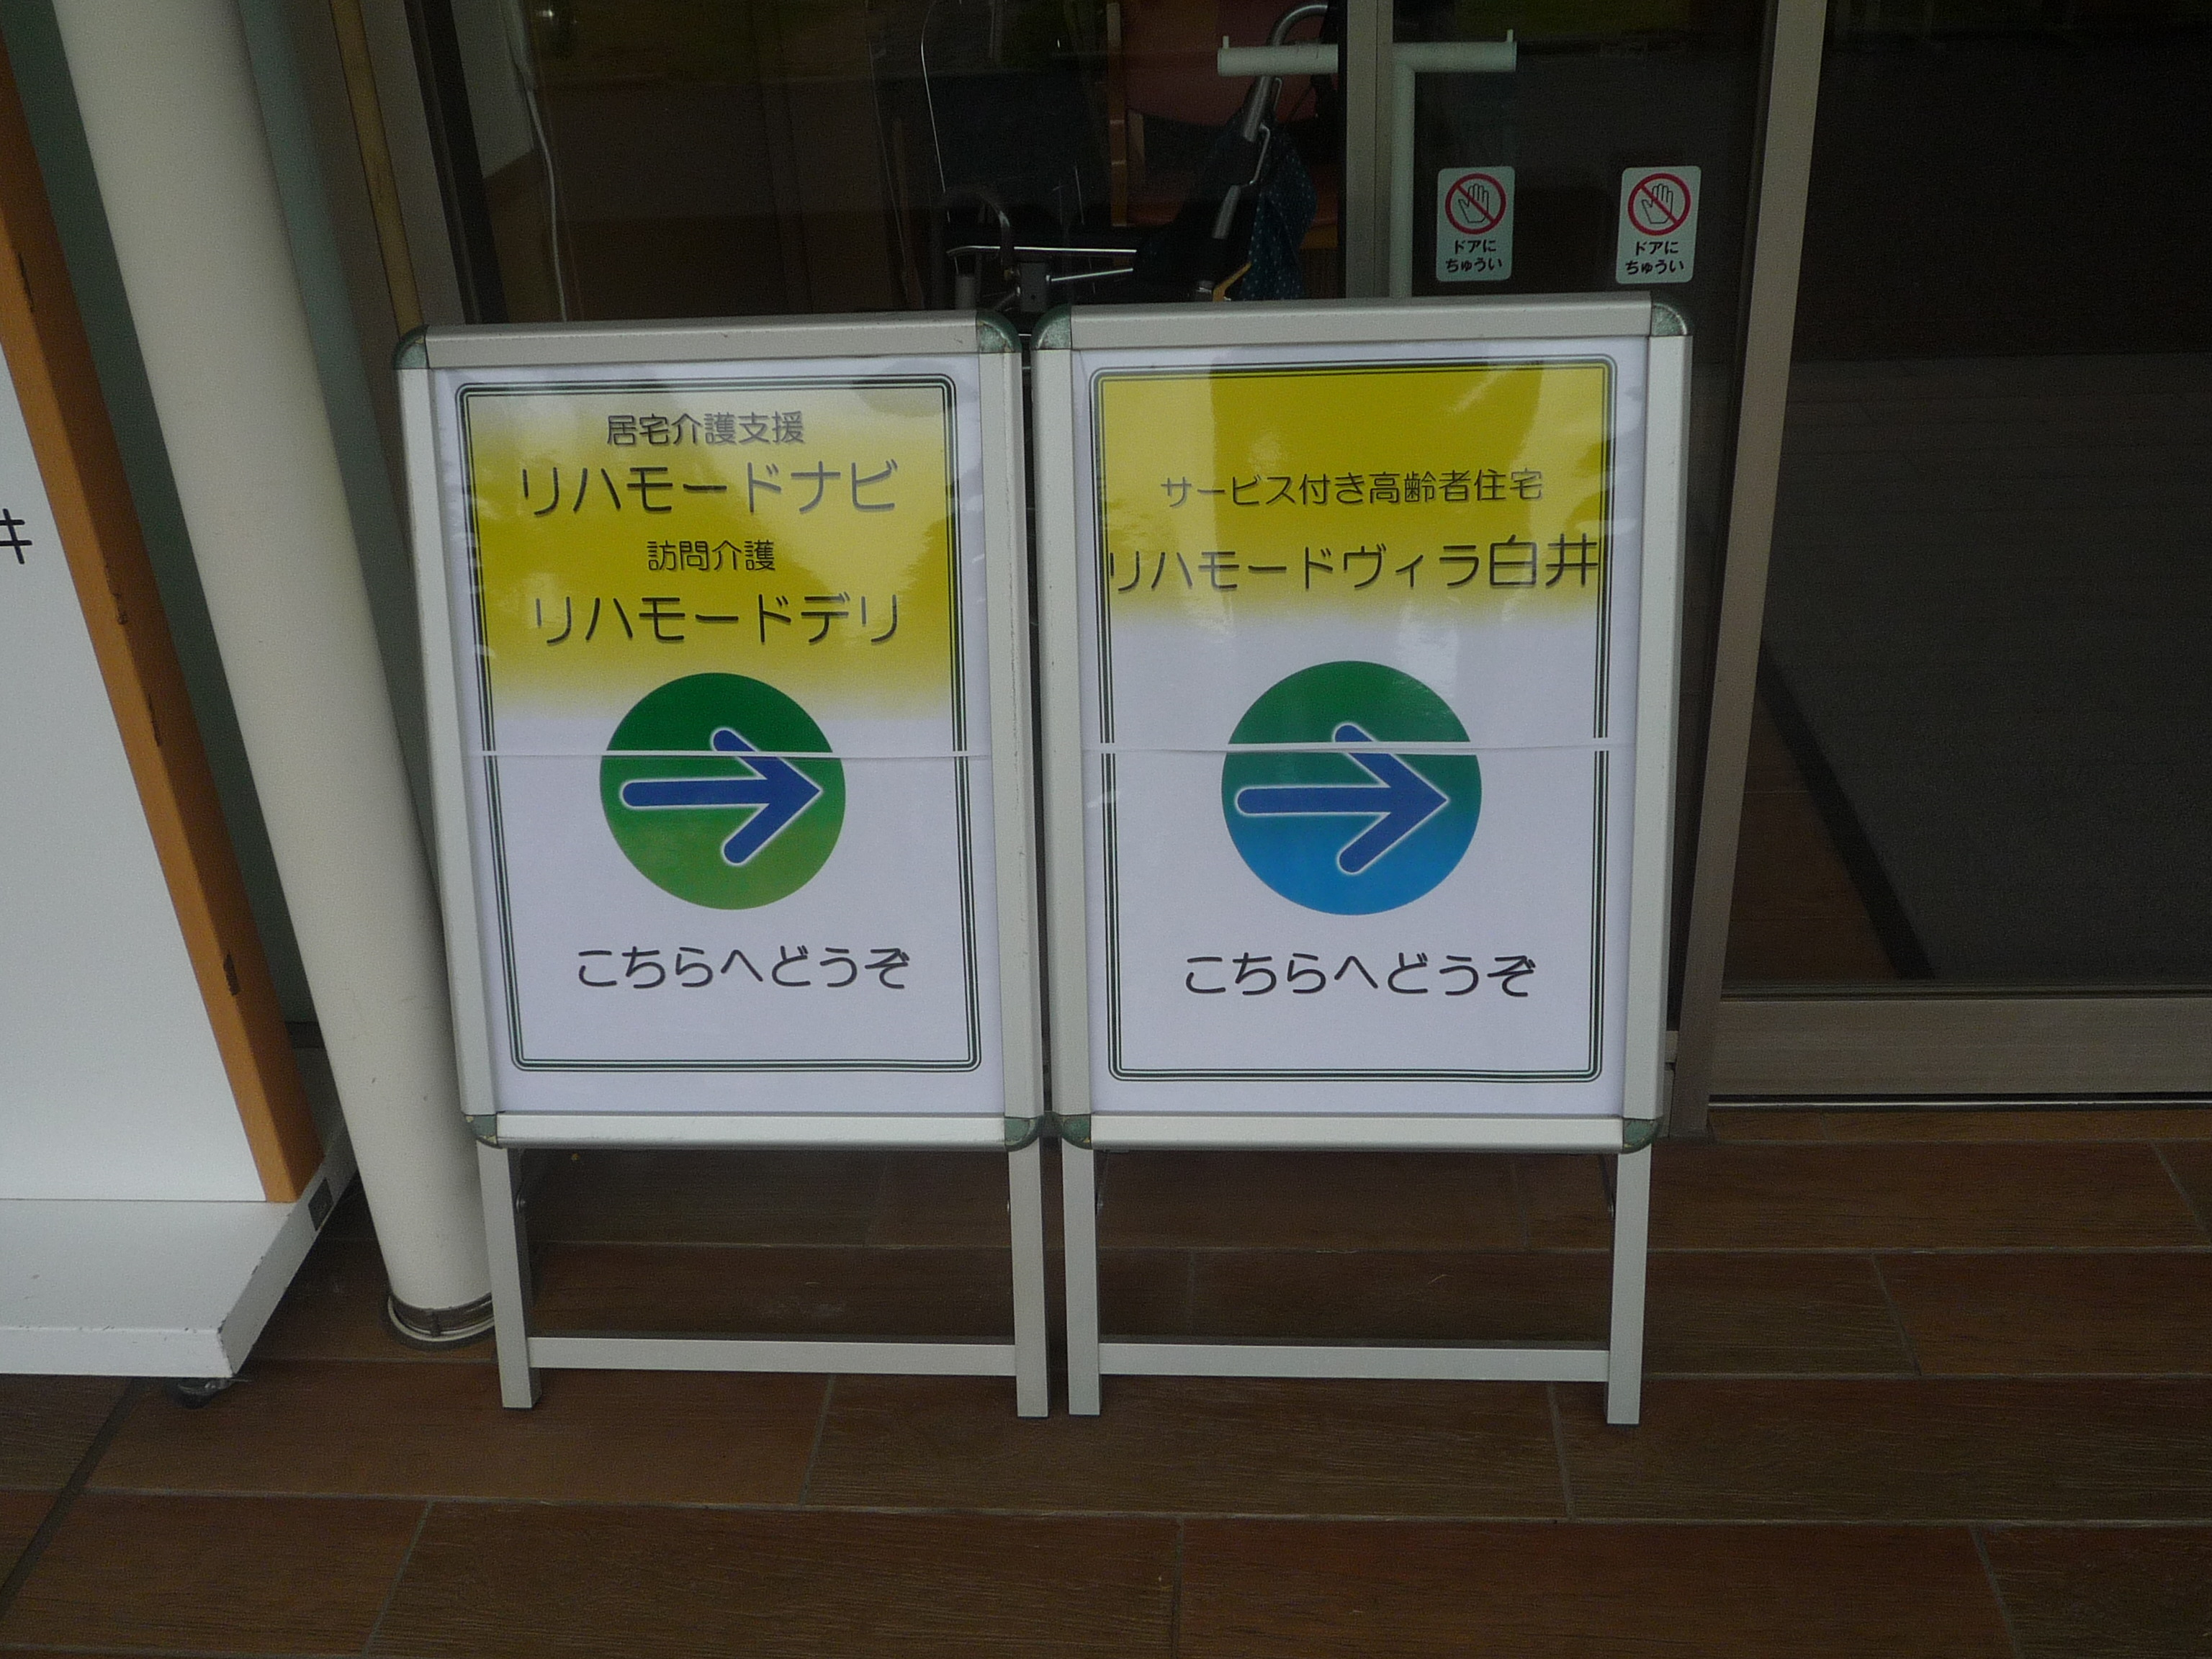 井
居宅介護支援
リハモードナビ
訪問介護
リハモードデリ
こちらへどうぞ
サービス付き高齢者住宅
リハモードヴィラ白井
こちらへどうぞ
ドアに
ちゅうい
ドアに
ちゅうい